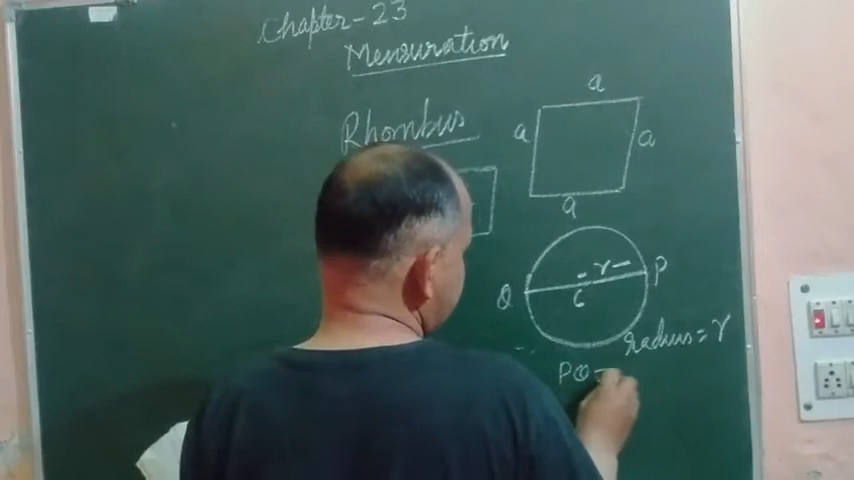 Chapter-23
Mensuration
Rhombus
a
a
a
a
r
P
Q
c
radius = r
PQ =